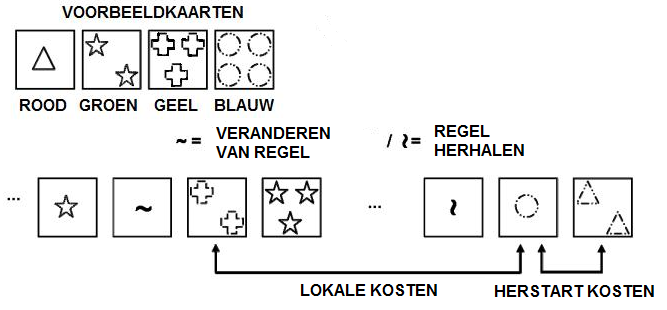 VOORBEELDKAARTEN
ROOD GROEN GEEL BLAUW
~ = VERANDEREN VAN REGEL
/ ~ = REGEL HERHALEN
... ~ ... ~
LOKALE KOSTEN
HERSTART KOSTEN